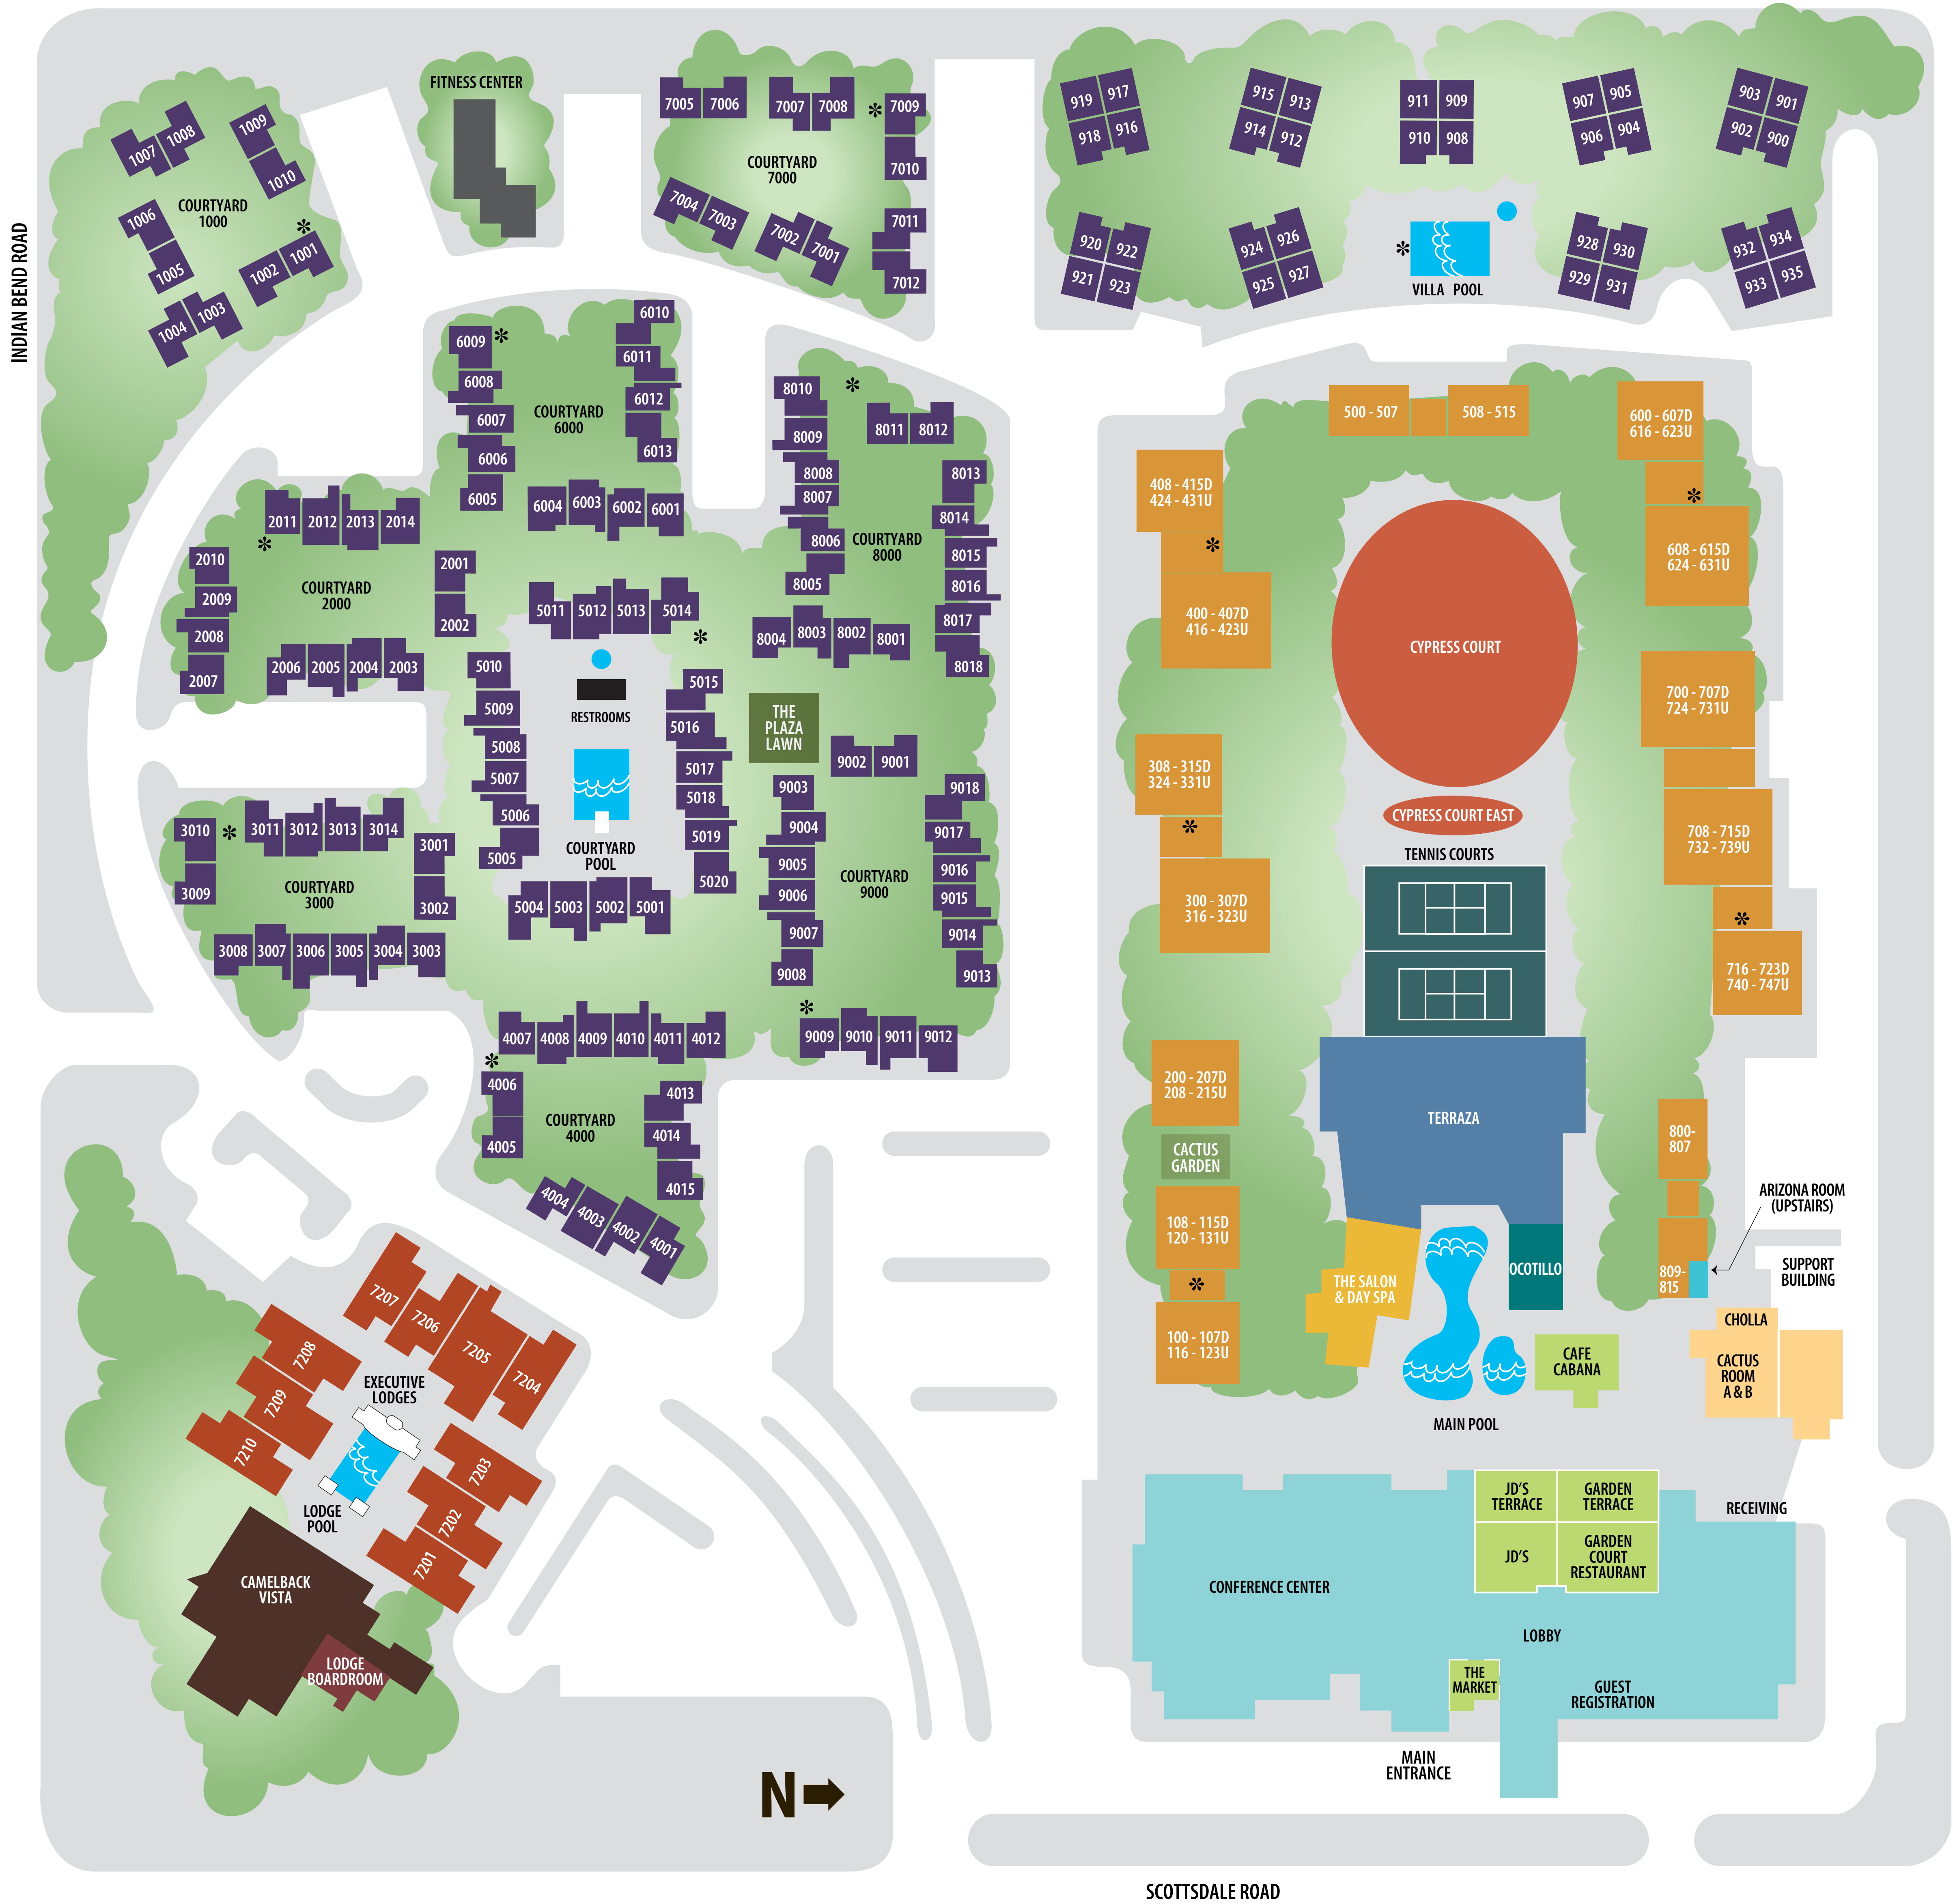 INDIAN BEND ROAD
FITNESS CENTER
1007
1008
1009
1010
COURTYARD
1000
1006
1005
1001
1002
1003
1004
7005
7006
7007
7008
✻
7009
7010
COURTYARD
7000
7004
7003
7002
7001
7011
7012
919
917
918
916
915
913
914
912
911
909
910
908
907
905
906
904
903
901
902
900
920
922
921
923
924
926
925
927
✻
VILLA POOL
928
930
929
931
932
934
933
935
6009
6008
6007
6006
6005
COURTYARD
6000
6010
6011
6012
6013
6004
6003
6002
6001
8010
8009
8008
8007
8006
8005
8011
8012
COURTYARD
8000
8013
8014
8015
8016
8017
8018
8004
8003
8002
8001
2011
2012
2013
2014
2010
2009
2008
2007
COURTYARD
2000
2001
2002
2006
2005
2004
2003
5011
5012
5013
5014
5010
5009
5008
5007
5006
5005
RESTROOMS
COURTYARD
POOL
5015
5016
5017
5018
5019
5020
5004
5003
5002
5001
THE
PLAZA
LAWN
9002
9001
9003
9004
9005
9006
9007
9008
COURTYARD
9000
9018
9017
9016
9015
9014
9013
9009
9010
9011
9012
3010
3009
3011
3012
3013
3014
COURTYARD
3000
3001
3002
3008
3007
3006
3005
3004
3003
4007
4008
4009
4010
4011
4012
4006
4005
COURTYARD
4000
4013
4014
4015
4004
4003
4002
4001
500 - 507
508 - 515
600 - 607D
616 - 623U
608 - 615D
624 - 631U
408 - 415D
424 - 431U
400 - 407D
416 - 423U
CYPRESS COURT
700 - 707D
724 - 731U
308 - 315D
324 - 331U
CYPRESS COURT EAST
TENNIS COURTS
708 - 715D
732 - 739U
300 - 307D
316 - 323U
716 - 723D
740 - 747U
200 - 207D
208 - 215U
TERRAZA
800-
807
CACTUS
GARDEN
ARIZONA ROOM
(UPSTAIRS)
108 - 115D
120 - 131U
THE SALON
& DAY SPA
OCOTILLO
809-
815
SUPPORT
BUILDING
100 - 107D
116 - 123U
CAFE
CABANA
CHOLLA
CACTUS
ROOM
A & B
MAIN POOL
7207
7206
7205
7204
7208
7209
7210
EXECUTIVE
LODGES
7203
7202
7201
LODGE
POOL
CAMELBACK
VISTA
LODGE
BOARDROOM
JD'S
TERRACE
GARDEN
TERRACE
RECEIVING
JD'S
GARDEN
COURT
RESTAURANT
CONFERENCE CENTER
LOBBY
THE
MARKET
GUEST
REGISTRATION
MAIN
ENTRANCE
N
SCOTTSDALE ROAD